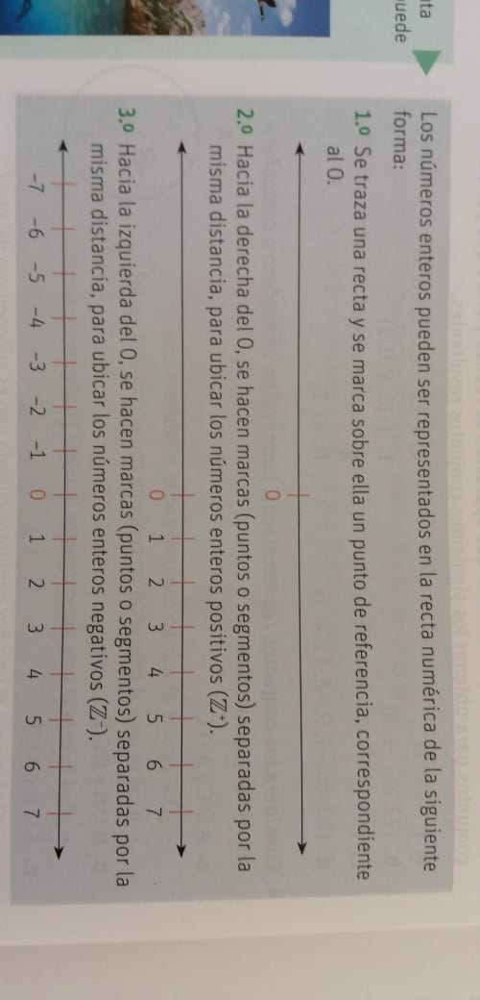 Los números enteros pueden ser representados en la recta numérica de la siguiente
forma:
1.º Se traza una recta y se marca sobre ella un punto de referencia, correspondiente
al 0.
0
2.º Hacia la derecha del 0, se hacen marcas (puntos o segmentos) separadas por la
misma distancia, para ubicar los números enteros positivos (ℤ⁺).
0 1 2 3 4 5 6 7
3.º Hacia la izquierda del 0, se hacen marcas (puntos o segmentos) separadas por la
misma distancia, para ubicar los números enteros negativos (ℤ⁻).
-7 -6 -5 -4 -3 -2 -1 0 1 2 3 4 5 6 7